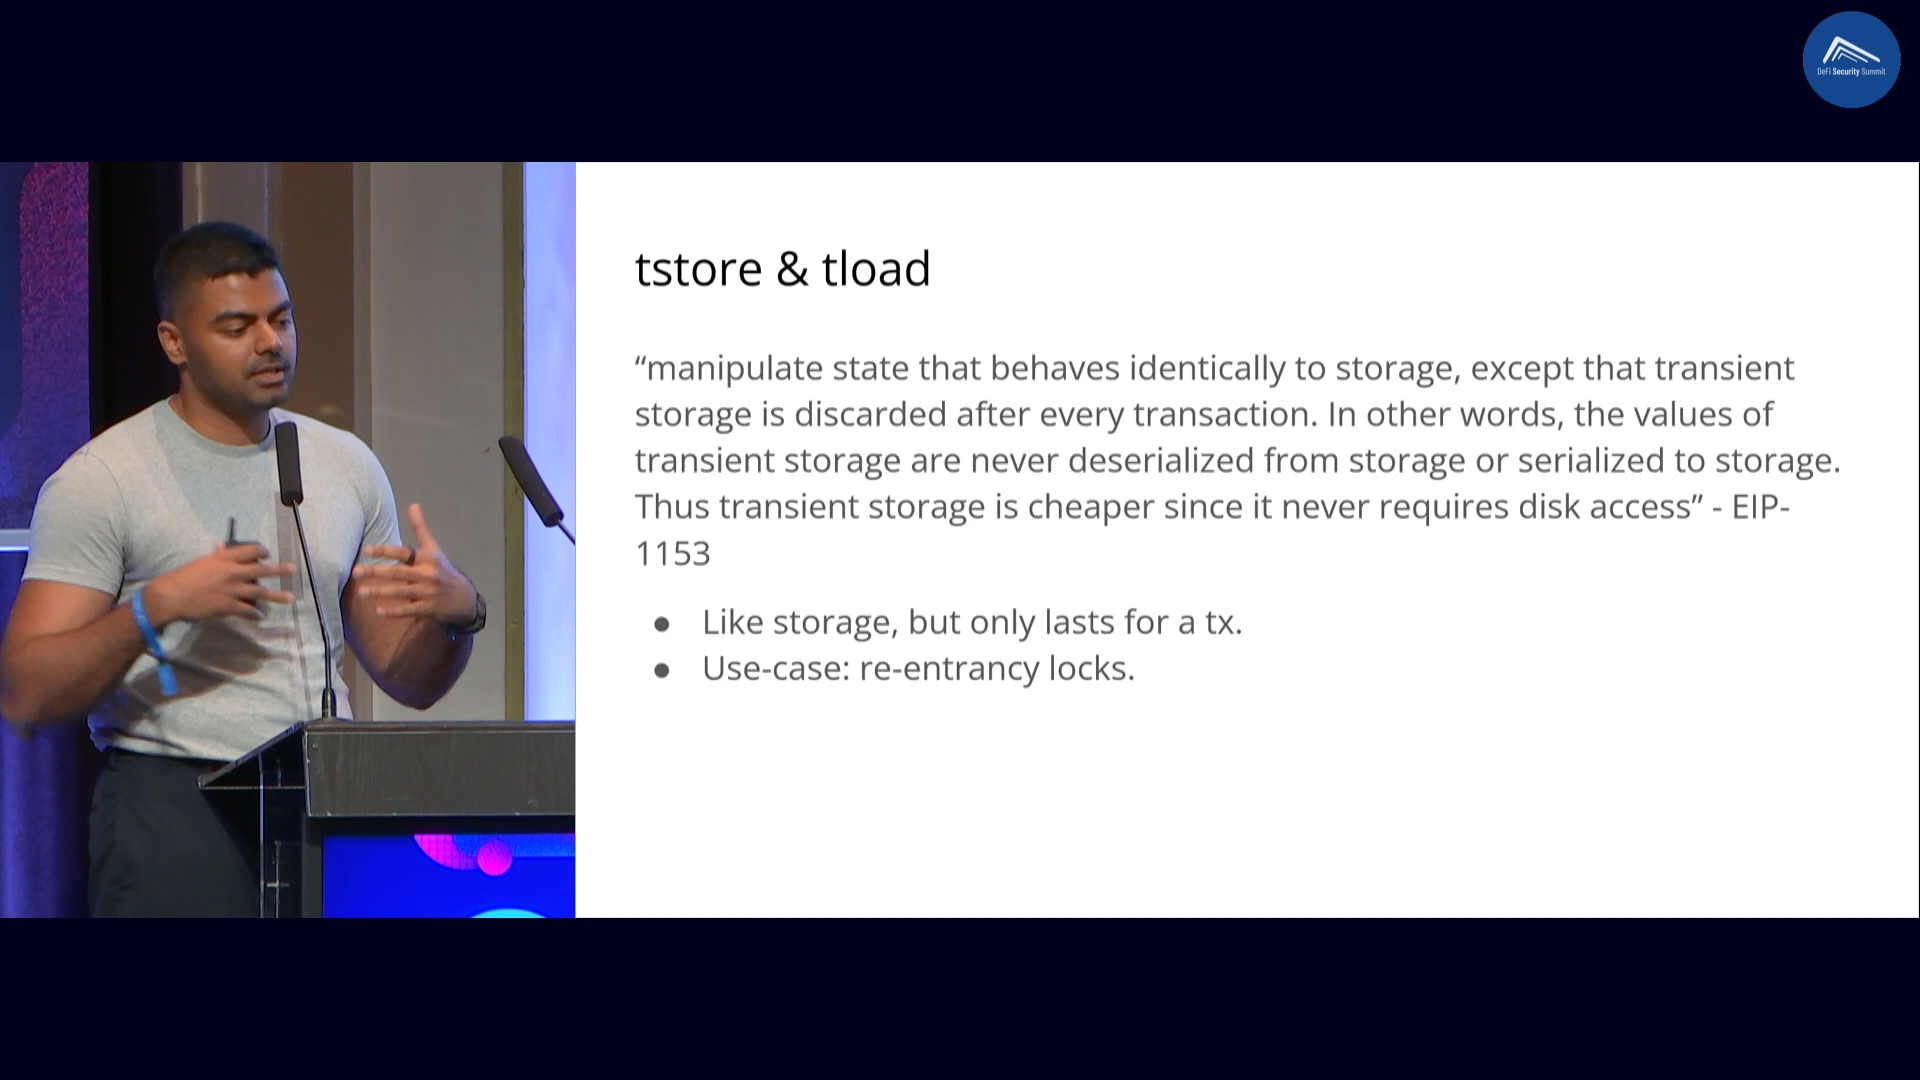 DeFi Security Summit
tstore & tload
“manipulate state that behaves identically to storage, except that transient
storage is discarded after every transaction. In other words, the values of
transient storage are never deserialized from storage or serialized to storage.
Thus transient storage is cheaper since it never requires disk access” - EIP-
1153
● Like storage, but only lasts for a tx.
● Use-case: re-entrancy locks.